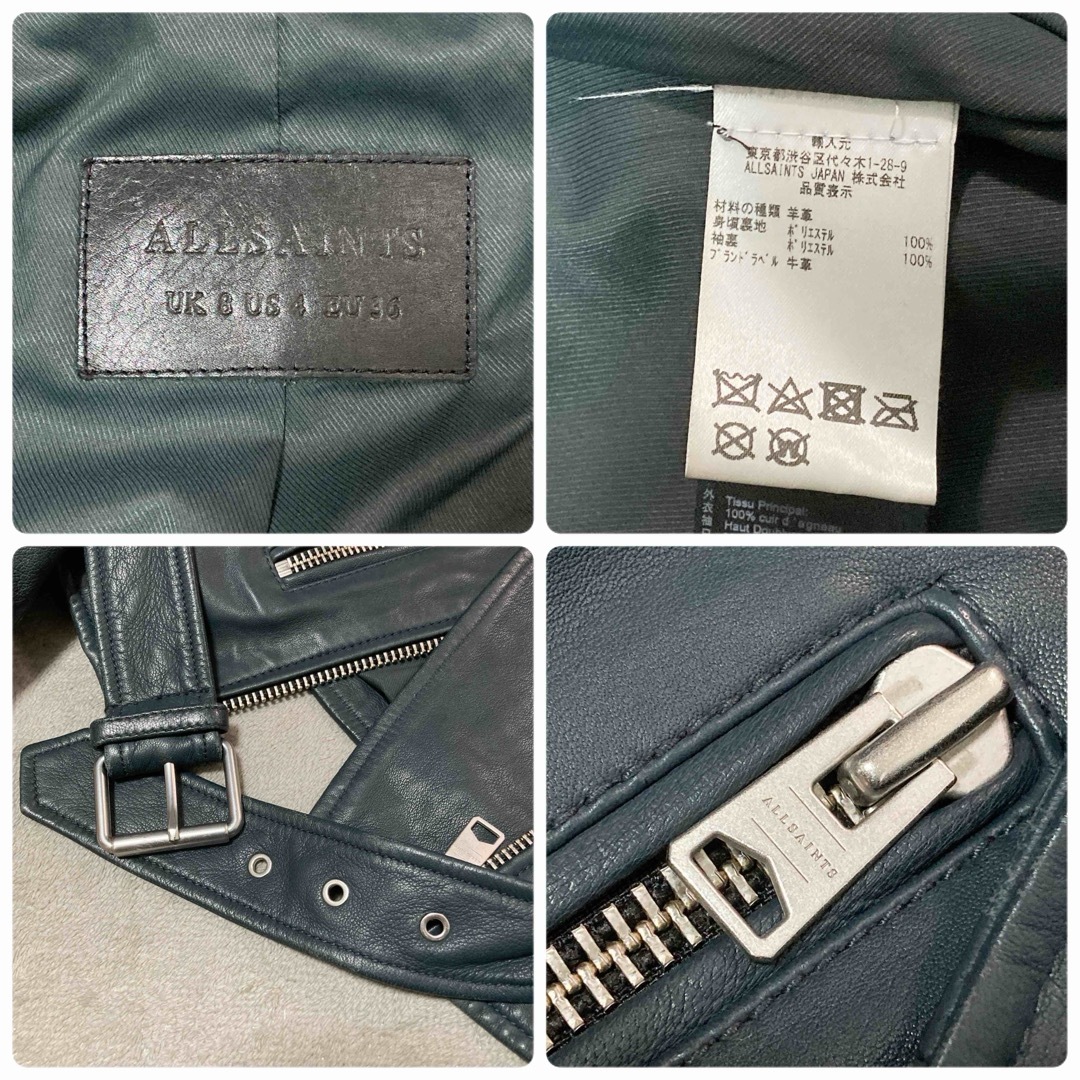 ALLSAINTS
UK 8 US 4 EU 36
輸入元
東京都渋谷区代々木1-28-9
ALLSAINTS JAPAN 株式会社
品質表示
材料の種類 羊革
身頃裏地 ポリエステル 100%
袖裏 ポリエステル 100%
ブランドラベル 牛革
外
衣
袖
Tissu Principal:
100% cuir d'agneau
ALLSAINTS